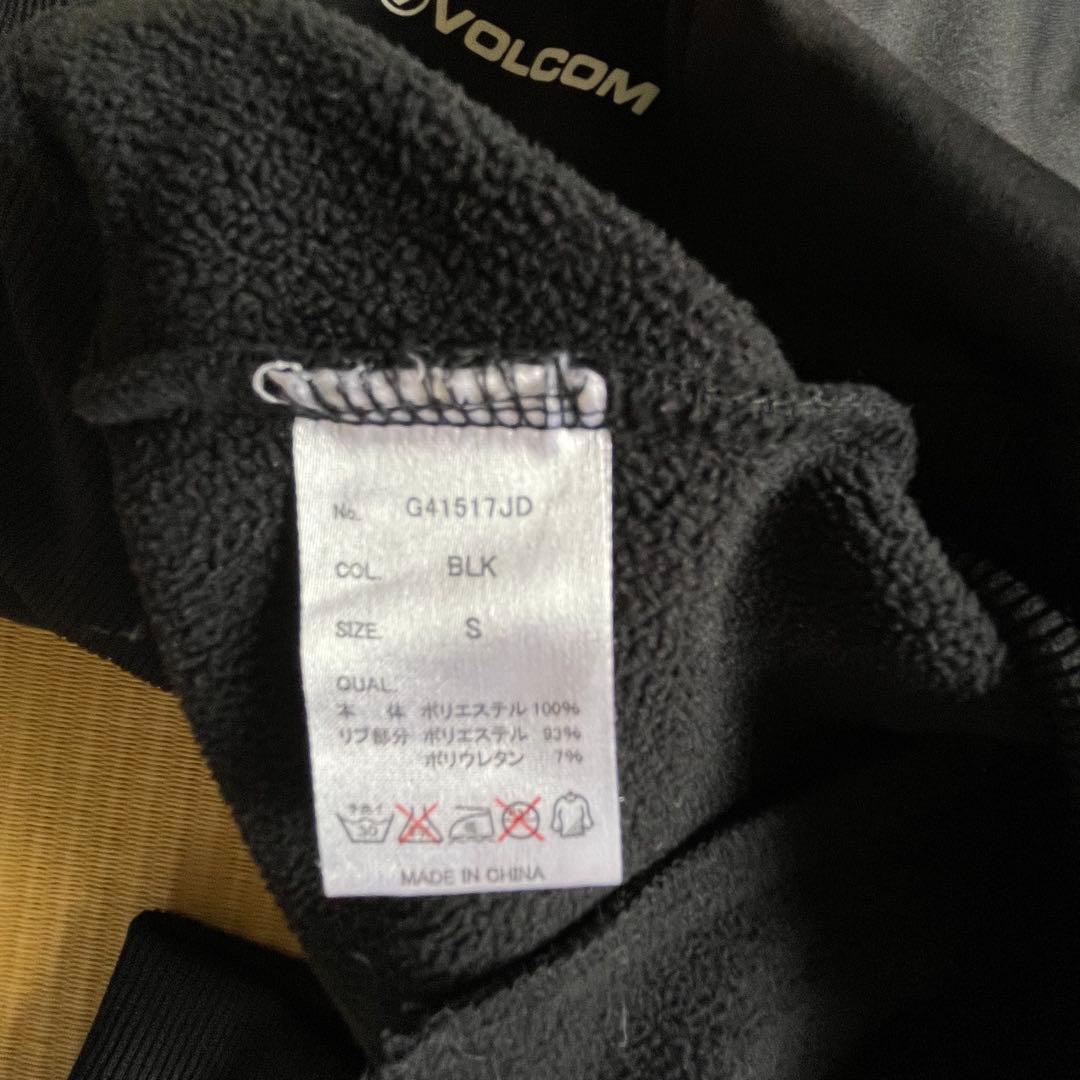 VOLCOM
No. G41517JD
COL. BLK
SIZE. S
QUAL.
本 体 ポリエステル 100%
リブ部分 ポリエステル 93%
ポリウレタン 7%
30
MADE IN CHINA